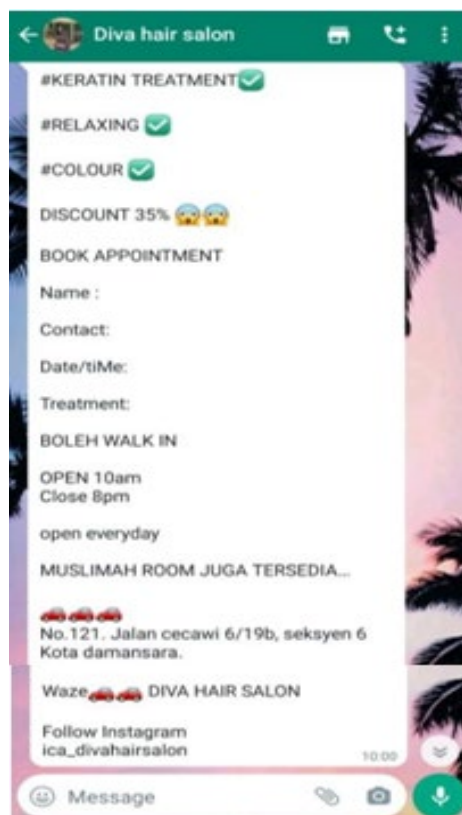 Diva hair salon
#KERATIN TREATMENT✅
#RELAXING ✅
#COLOUR ✅
DISCOUNT 35% 😱😱
BOOK APPOINTMENT
Name :
Contact:
Date/tiMe:
Treatment:
BOLEH WALK IN
OPEN 10am
Close 8pm
open everyday
MUSLIMAH ROOM JUGA TERSEDIA...
🚗🚗🚗
No.121. Jalan cecawi 6/19b, seksyen 6
Kota damansara.
Waze🚗🚗 DIVA HAIR SALON
Follow Instagram
ica_divahairsalon
10:00
Message